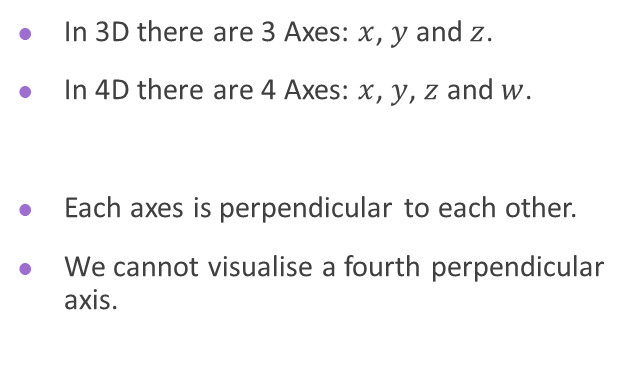 In 3D there are 3 Axes: x, y and z.
In 4D there are 4 Axes: x, y, z and w.
Each axes is perpendicular to each other.
We cannot visualise a fourth perpendicular
axis.